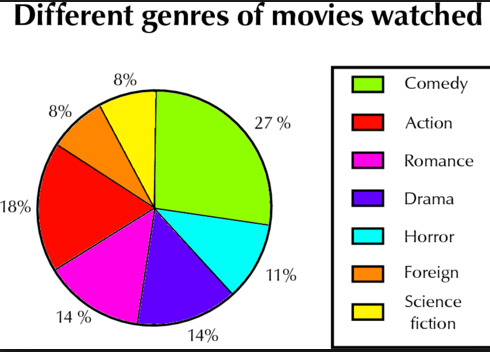 Different genres of movies watched
8%
8%
27 %
18%
11%
14 %
14%
Comedy
Action
Romance
Drama
Horror
Foreign
Science
fiction